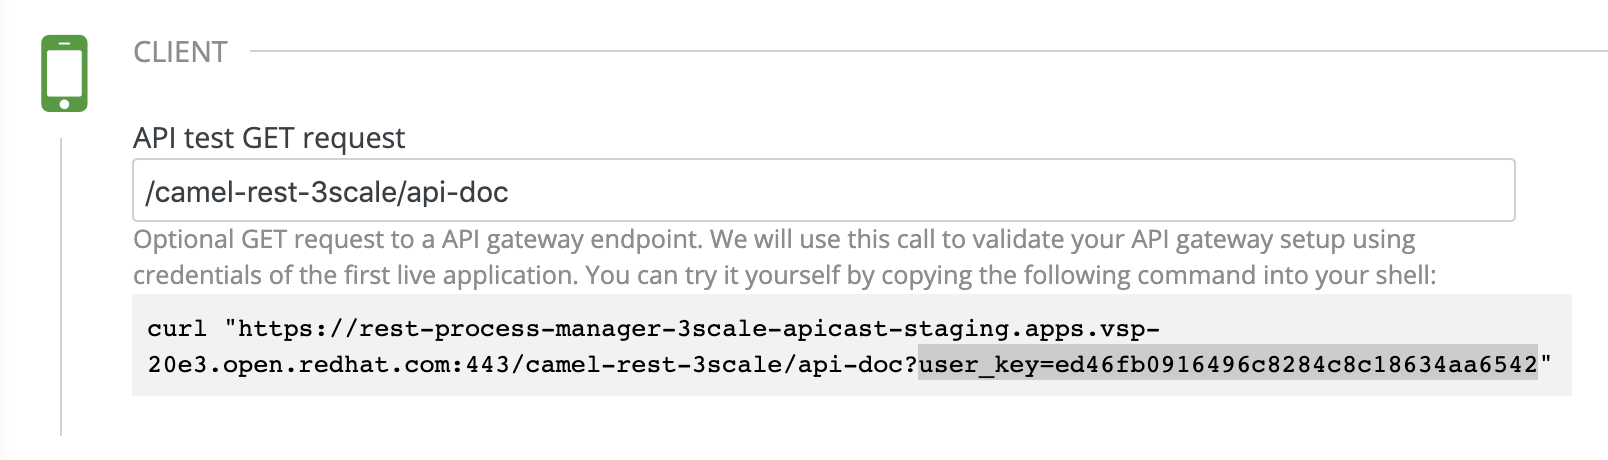 CLIENT
API test GET request
/camel-rest-3scale/api-doc
Optional GET request to a API gateway endpoint. We will use this call to validate your API gateway setup using
credentials of the first live application. You can try it yourself by copying the following command into your shell:
curl "https://rest-process-manager-3scale-apicast-staging.apps.vsp-
20e3.open.redhat.com:443/camel-rest-3scale/api-doc?user_key=ed46fb0916496c8284c8c18634aa6542"